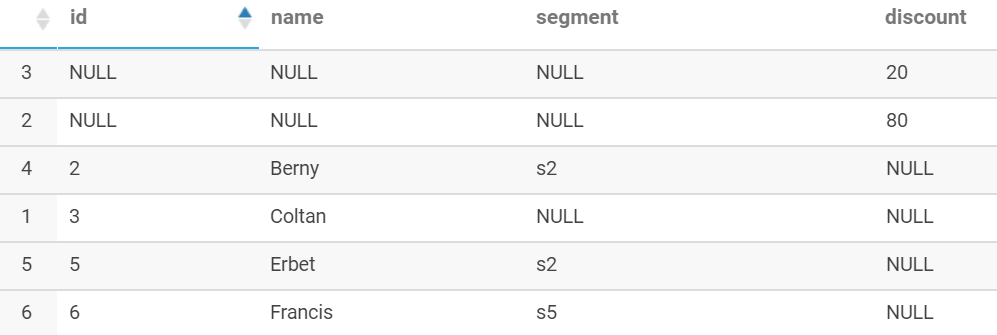 id name segment discount
3 NULL NULL NULL 20
2 NULL NULL NULL 80
4 2 Berny s2 NULL
1 3 Coltan NULL NULL
5 5 Erbet s2 NULL
6 6 Francis s5 NULL